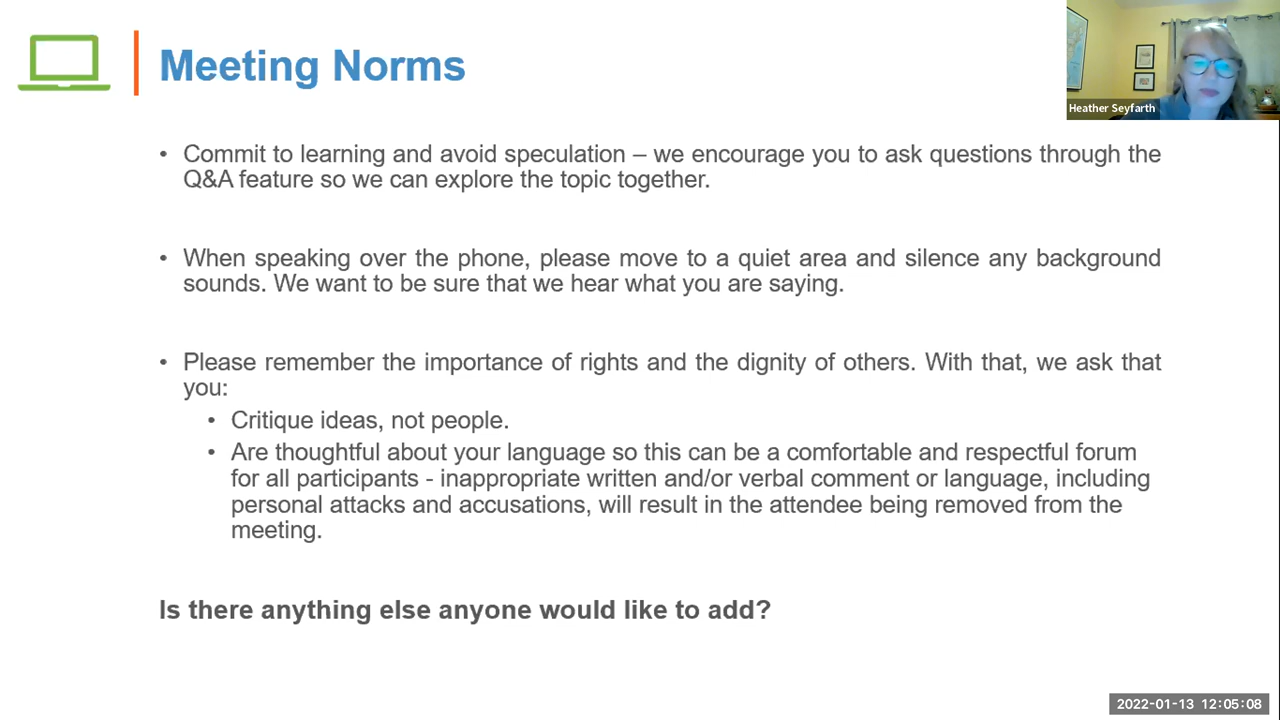 Meeting Norms
Heather Seyfarth
• Commit to learning and avoid speculation – we encourage you to ask questions through the
Q&A feature so we can explore the topic together.
• When speaking over the phone, please move to a quiet area and silence any background
sounds. We want to be sure that we hear what you are saying.
• Please remember the importance of rights and the dignity of others. With that, we ask that
you:
• Critique ideas, not people.
• Are thoughtful about your language so this can be a comfortable and respectful forum
for all participants - inappropriate written and/or verbal comment or language, including
personal attacks and accusations, will result in the attendee being removed from the
meeting.
Is there anything else anyone would like to add?
2022-01-13 12:05:08